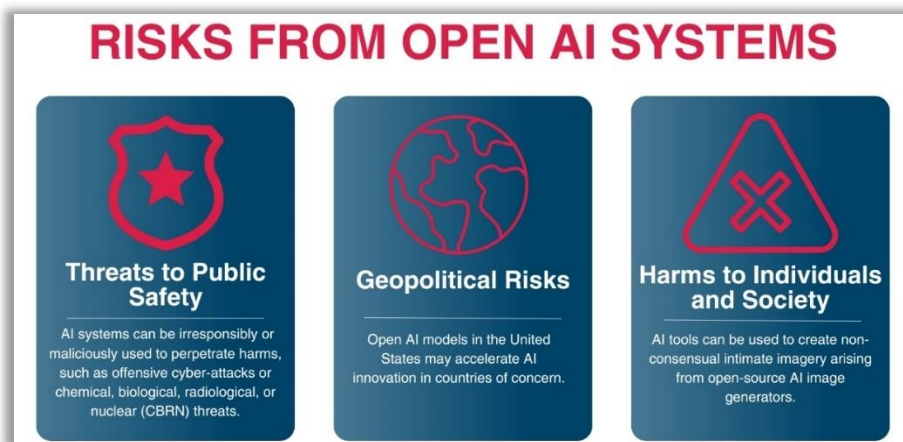 RISKS FROM OPEN AI SYSTEMS
Threats to Public
Safety
AI systems can be irresponsibly or
maliciously used to perpetrate harms,
such as offensive cyber-attacks or
chemical, biological, radiological, or
nuclear (CBRN) threats.
Geopolitical Risks
Open AI models in the United
States may accelerate AI
innovation in countries of concern.
Harms to Individuals
and Society
AI tools can be used to create non-
consensual intimate imagery arising
from open-source AI image
generators.